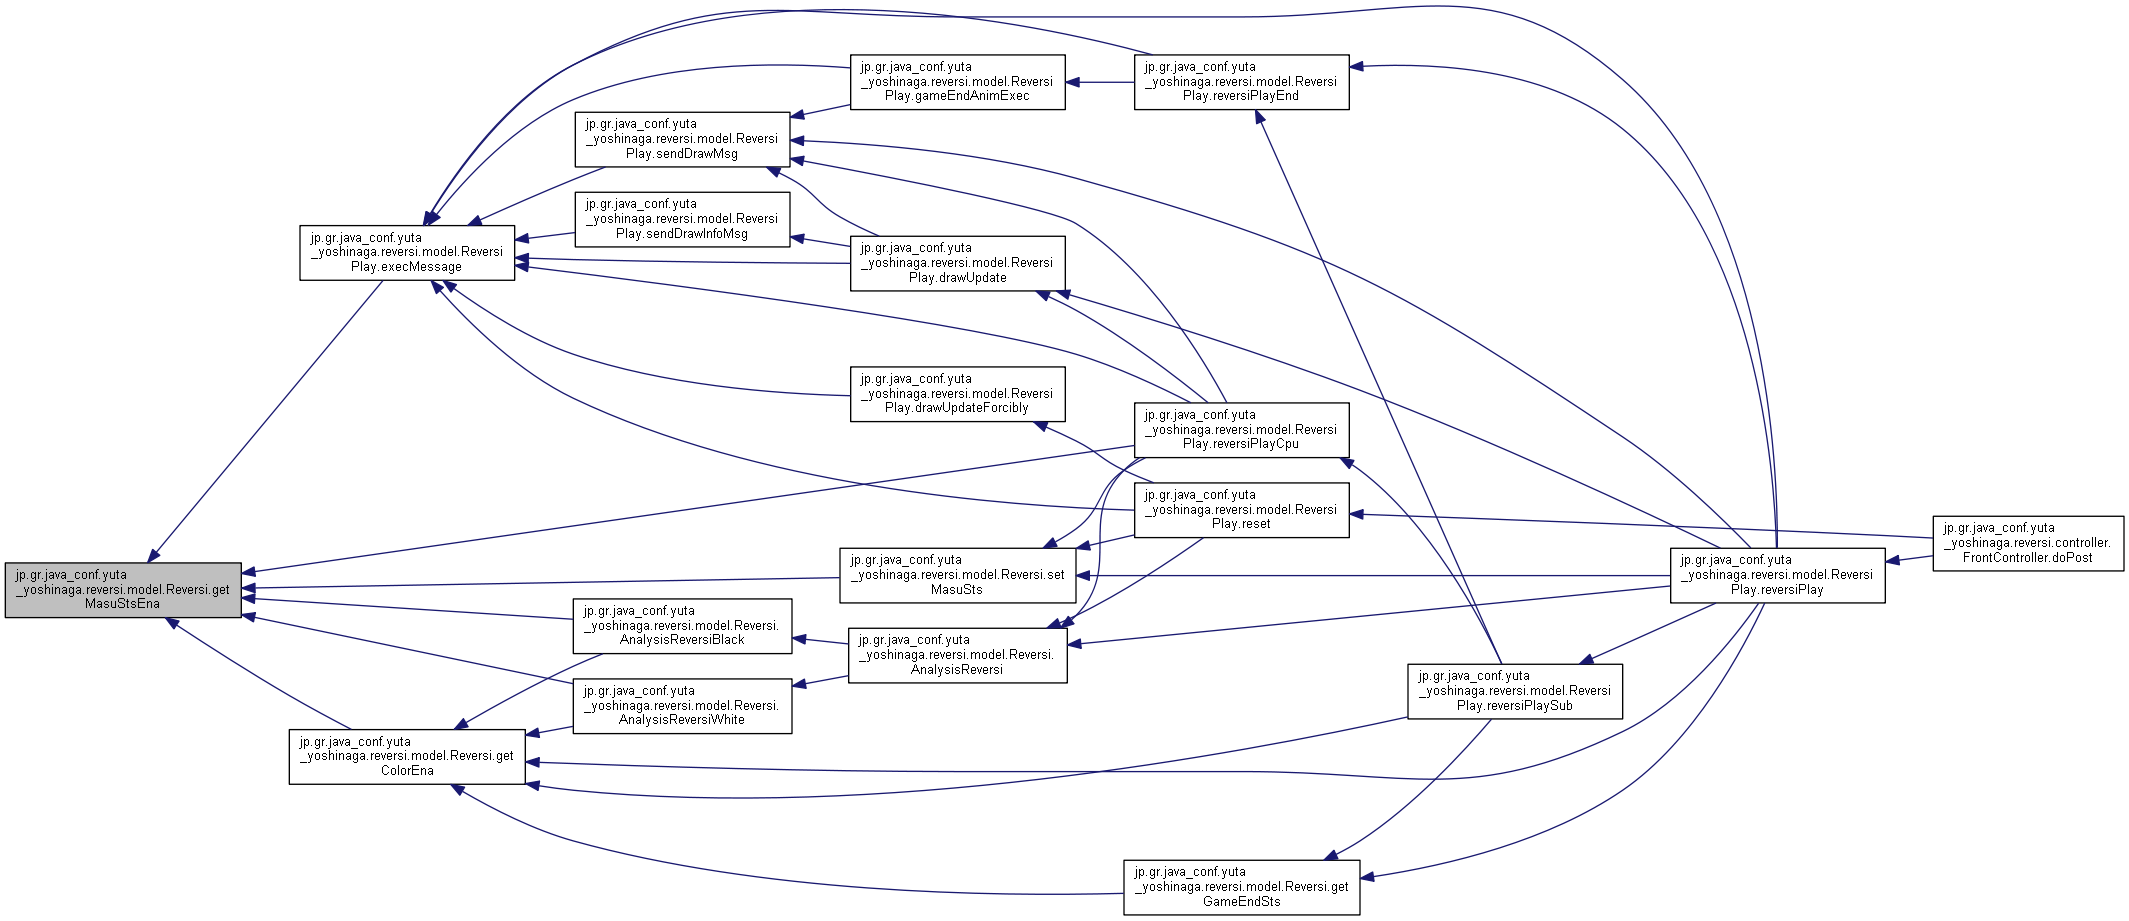 jp.gr.java_conf.yuta
_yoshinaga.reversi.model.Reversi
Play.gameEndAnimExec
jp.gr.java_conf.yuta
_yoshinaga.reversi.model.Reversi
Play.reversiPlayEnd
jp.gr.java_conf.yuta
_yoshinaga.reversi.model.Reversi
Play.sendDrawMsg
jp.gr.java_conf.yuta
_yoshinaga.reversi.model.Reversi
Play.sendDrawInfoMsg
jp.gr.java_conf.yuta
_yoshinaga.reversi.model.Reversi
Play.execMessage
jp.gr.java_conf.yuta
_yoshinaga.reversi.model.Reversi
Play.drawUpdate
jp.gr.java_conf.yuta
_yoshinaga.reversi.model.Reversi
Play.drawUpdateForcibly
jp.gr.java_conf.yuta
_yoshinaga.reversi.model.Reversi
Play.reversiPlayCpu
jp.gr.java_conf.yuta
_yoshinaga.reversi.model.Reversi
Play.reset
jp.gr.java_conf.yuta
_yoshinaga.reversi.controller.
FrontController.doPost
jp.gr.java_conf.yuta
_yoshinaga.reversi.model.Reversi.get
MasuStsEna
jp.gr.java_conf.yuta
_yoshinaga.reversi.model.Reversi.set
MasuSts
jp.gr.java_conf.yuta
_yoshinaga.reversi.model.Reversi
Play.reversiPlay
jp.gr.java_conf.yuta
_yoshinaga.reversi.model.Reversi.
AnalysisReversiBlack
jp.gr.java_conf.yuta
_yoshinaga.reversi.model.Reversi.
AnalysisReversi
jp.gr.java_conf.yuta
_yoshinaga.reversi.model.Reversi.
AnalysisReversiWhite
jp.gr.java_conf.yuta
_yoshinaga.reversi.model.Reversi
Play.reversiPlaySub
jp.gr.java_conf.yuta
_yoshinaga.reversi.model.Reversi.get
ColorEna
jp.gr.java_conf.yuta
_yoshinaga.reversi.model.Reversi.get
GameEndSts